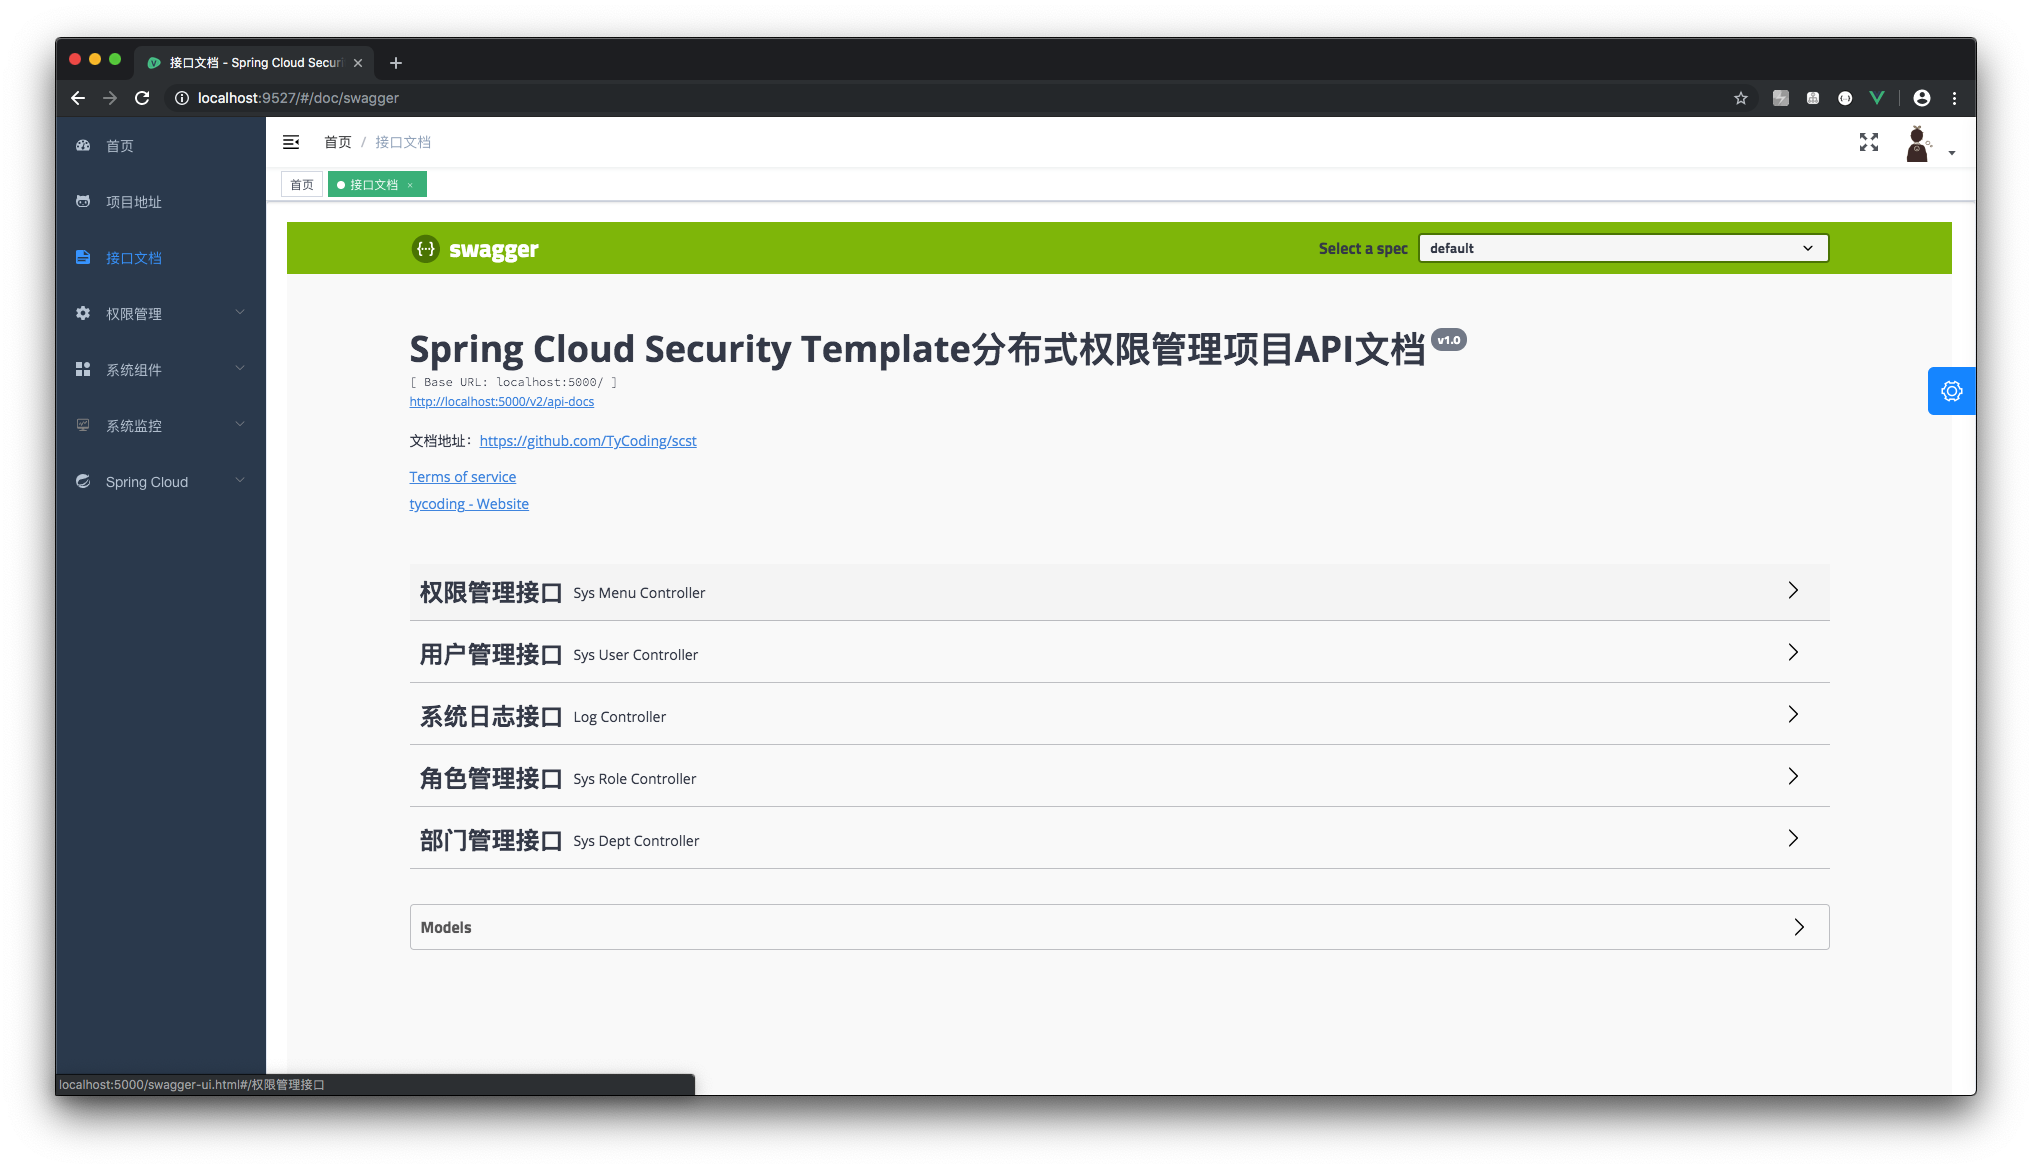 接口文档 - Spring Cloud Securi
localhost:9527/#/doc/swagger
首页
项目地址
接口文档
权限管理
系统组件
系统监控
Spring Cloud
首页 / 接口文档
首页
接口文档 ×
{...} swagger
Select a spec
default
Spring Cloud Security Template分布式权限管理项目API文档 v1.0
[ Base URL: localhost:5000/ ]
http://localhost:5000/v2/api-docs
文档地址：https://github.com/TyCoding/scst
Terms of service
tycoding - Website
权限管理接口 Sys Menu Controller
用户管理接口 Sys User Controller
系统日志接口 Log Controller
角色管理接口 Sys Role Controller
部门管理接口 Sys Dept Controller
Models
localhost:5000/swagger-ui.html#/权限管理接口